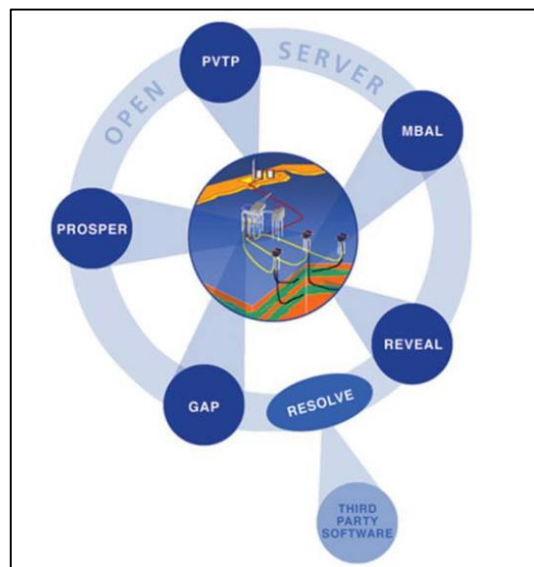 OPEN SERVER
PVTP
MBAL
PROSPER
REVEAL
GAP
RESOLVE
THIRD
PARTY
SOFTWARE